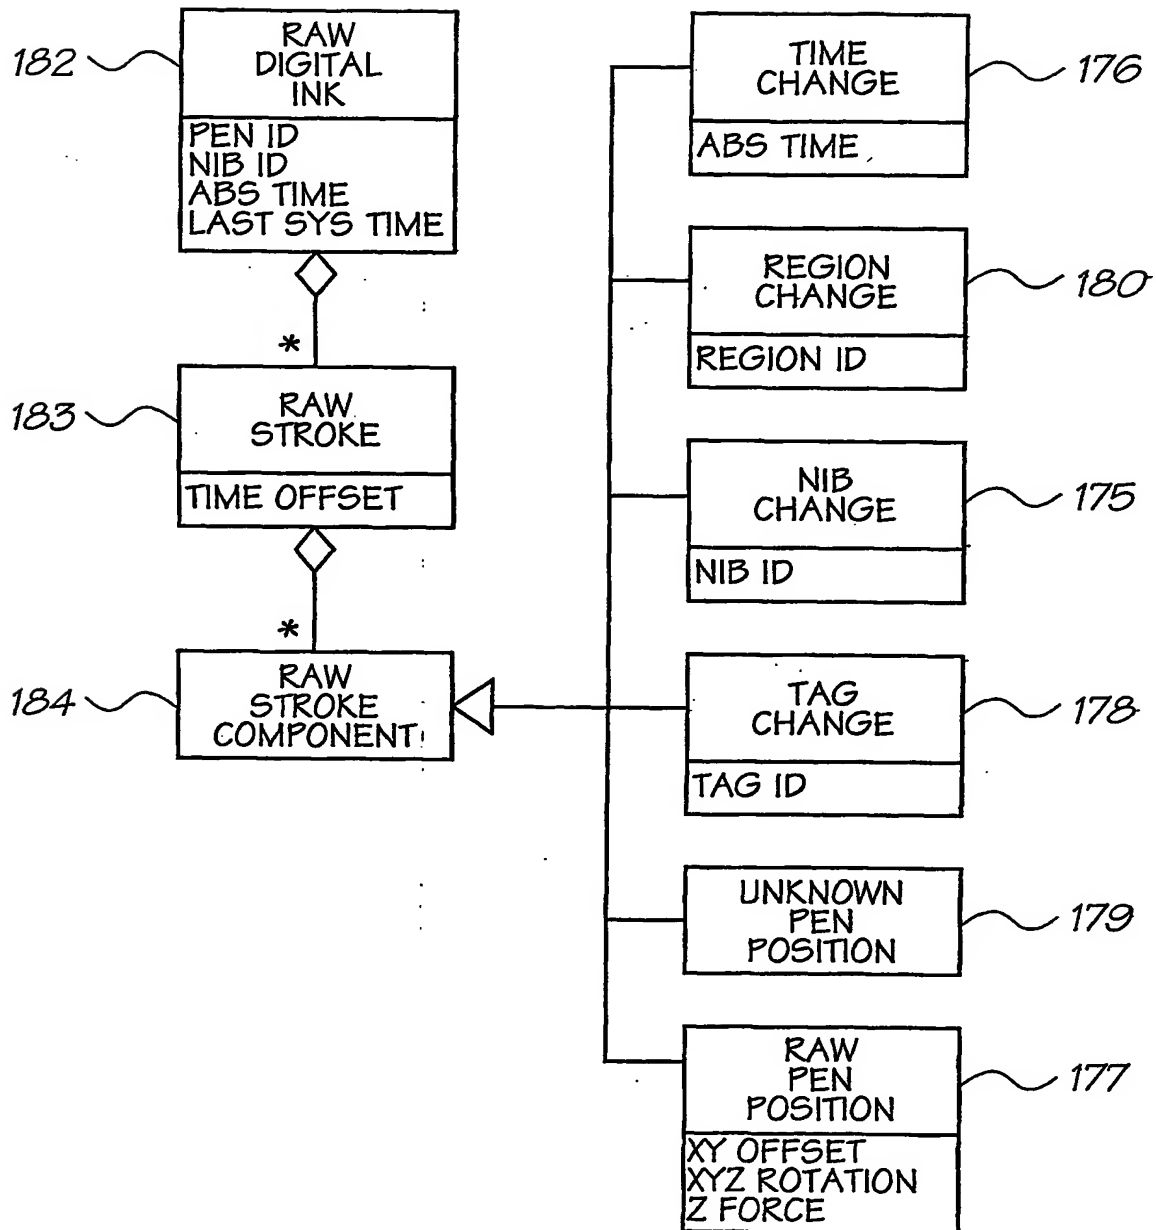 182
RAW
DIGITAL
INK
PEN ID
NIB ID
ABS TIME
LAST SYS TIME
*
183
RAW
STROKE
TIME OFFSET
*
184
RAW
STROKE
COMPONENT
TIME
CHANGE
176
ABS TIME
REGION
CHANGE
180
REGION ID
NIB
CHANGE
175
NIB ID
TAG
CHANGE
178
TAG ID
UNKNOWN
PEN
POSITION
179
RAW
PEN
POSITION
177
XY OFFSET
XYZ ROTATION
Z FORCE